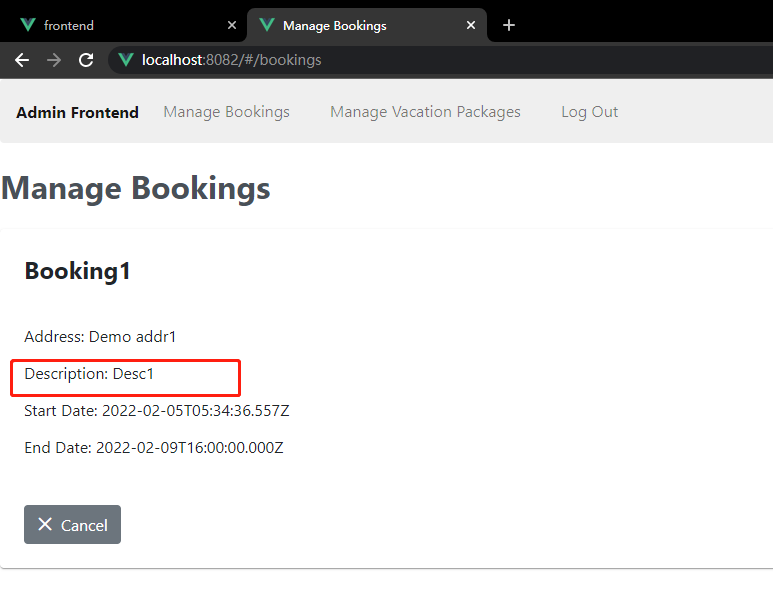 frontend
Manage Bookings
localhost:8082/#/bookings
Admin Frontend Manage Bookings Manage Vacation Packages Log Out
Manage Bookings
Booking1
Address: Demo addr1
Description: Desc1
Start Date: 2022-02-05T05:34:36.557Z
End Date: 2022-02-09T16:00:00.000Z
Cancel